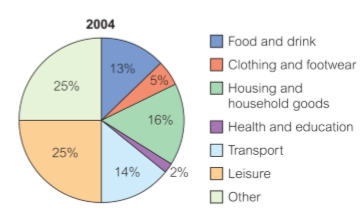 2004
13%
5%
16%
2%
14%
25%
25%
Food and drink
Clothing and footwear
Housing and
household goods
Health and education
Transport
Leisure
Other